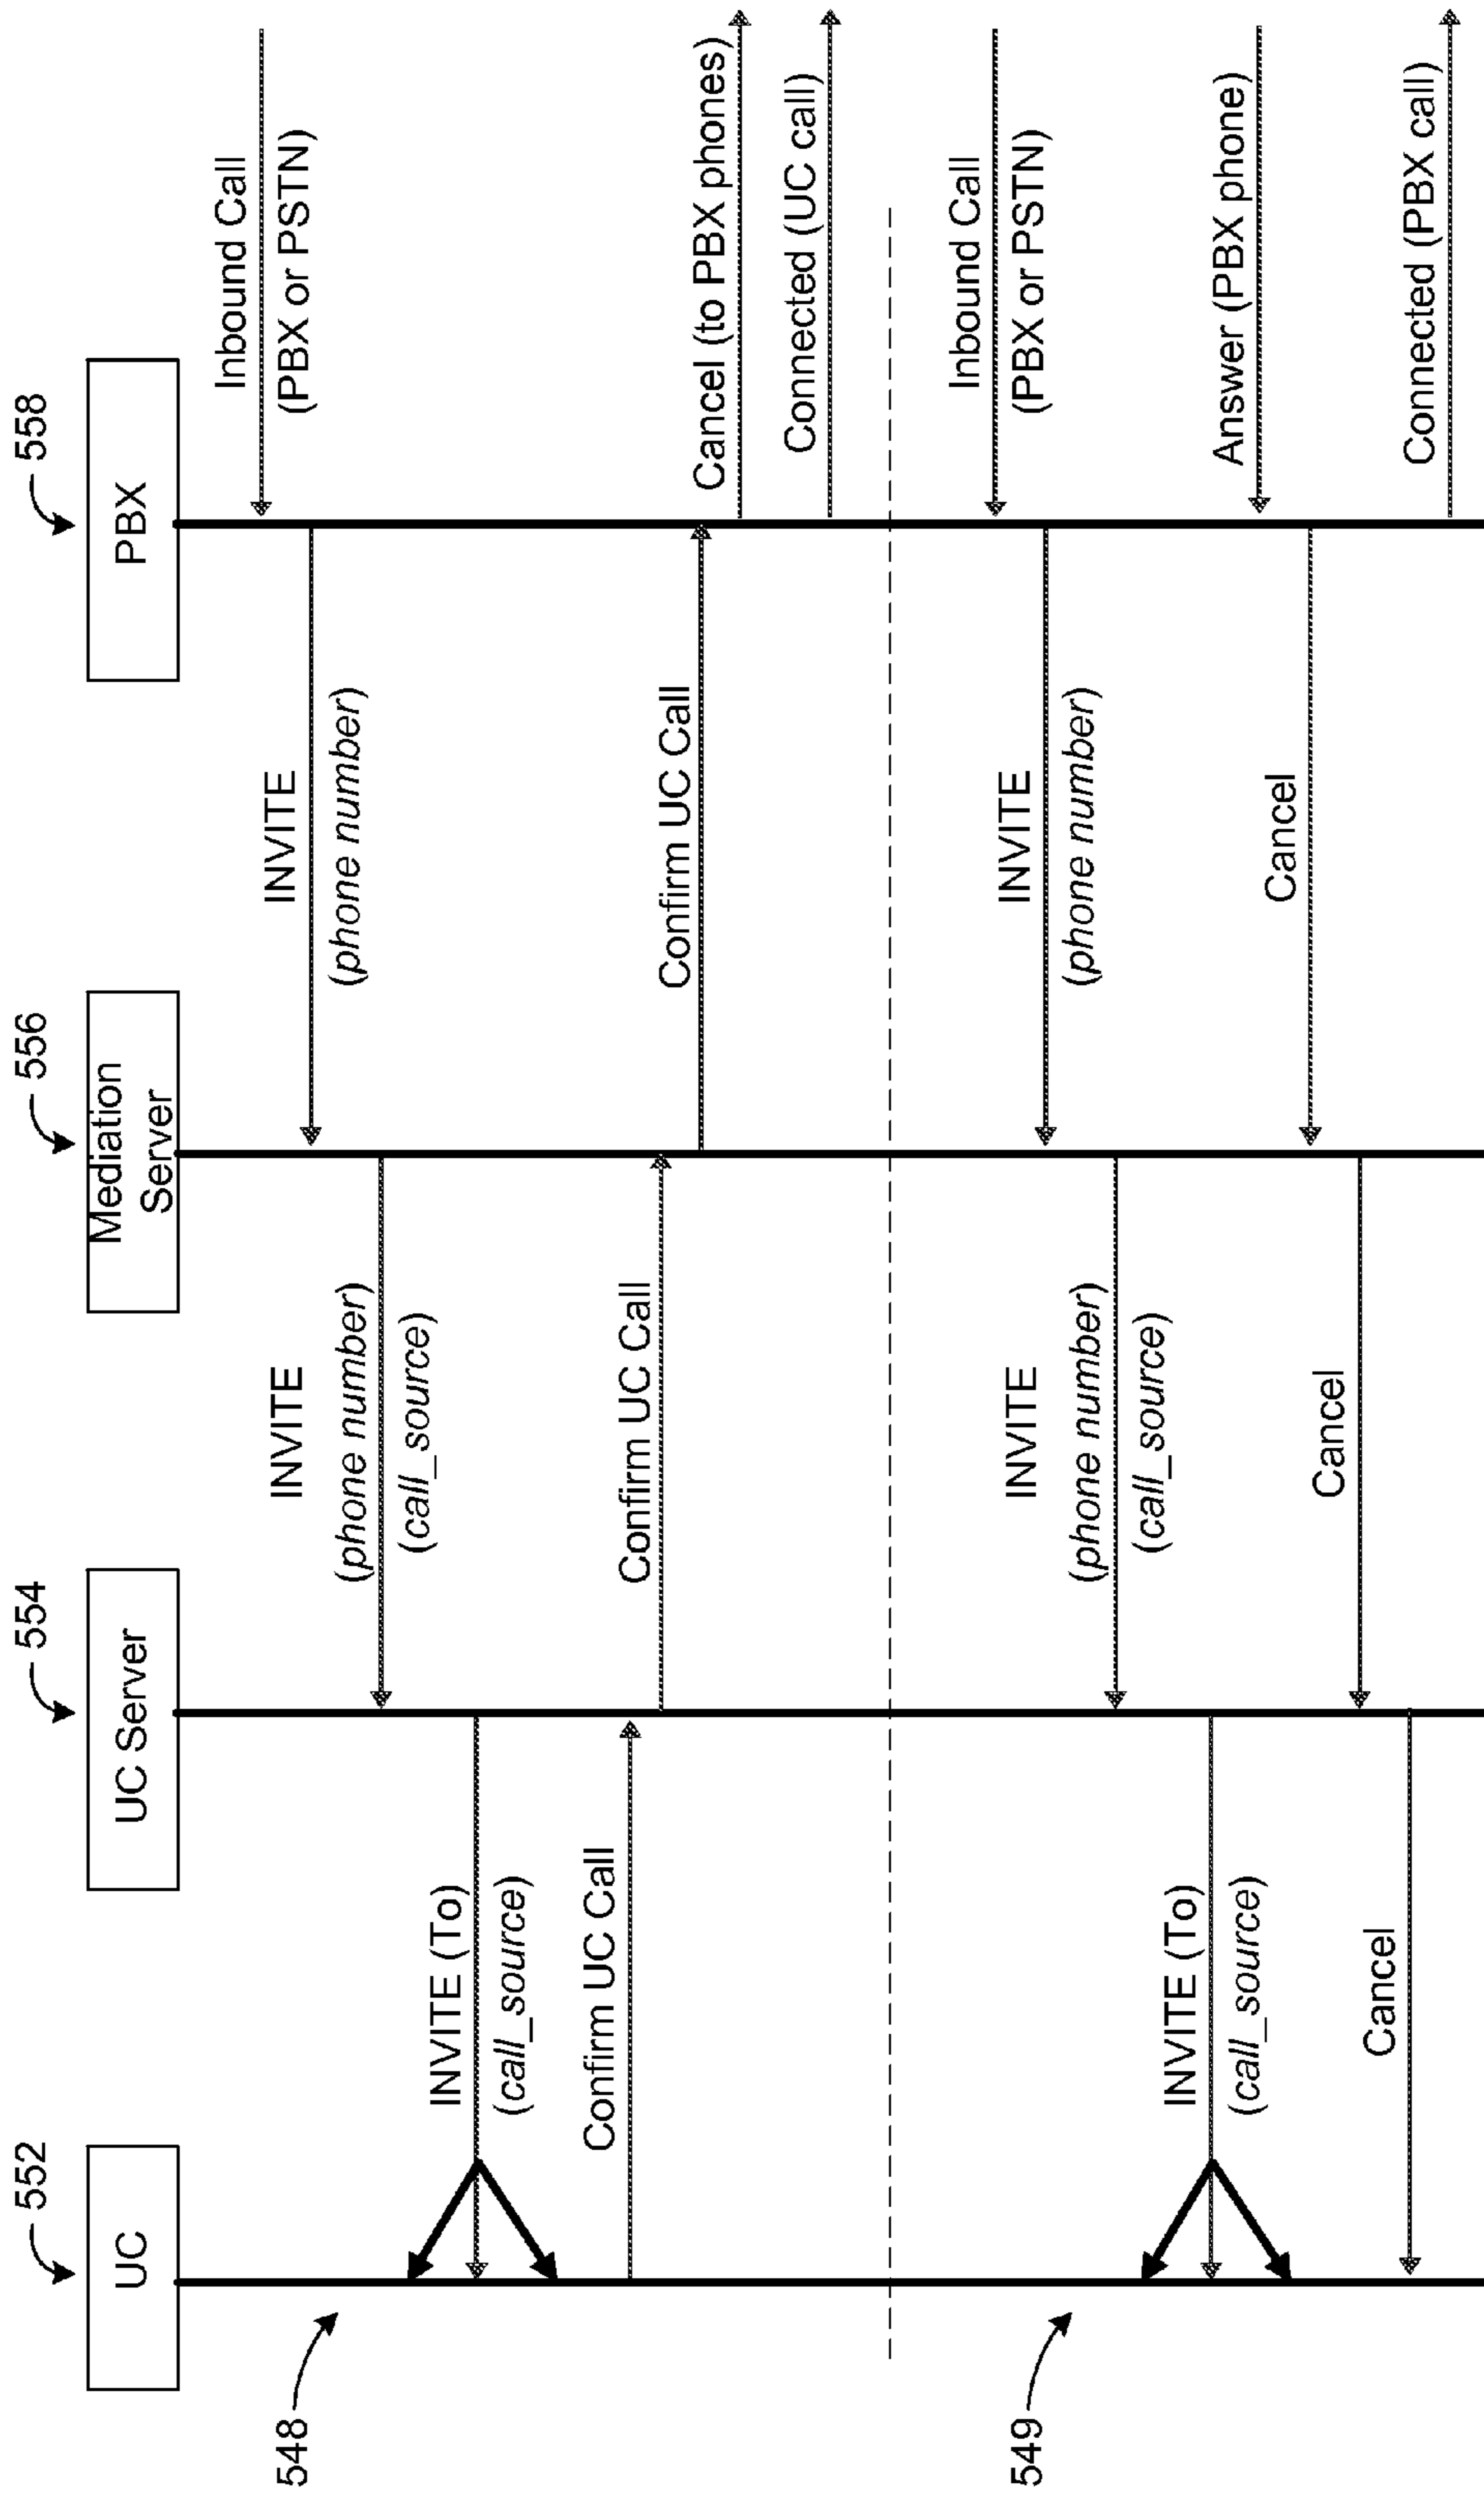 552
554
556
558
UC
UC Server
Mediation
Server
PBX
548
Inbound Call
(PBX or PSTN)
INVITE
(phone number)
INVITE
(phone number)
(call_source)
INVITE (To)
(call_source)
Confirm UC Call
Confirm UC Call
Confirm UC Call
Cancel (to PBX phones)
Connected (UC call)
549
Inbound Call
(PBX or PSTN)
INVITE
(phone number)
INVITE
(phone number)
(call_source)
INVITE (To)
(call_source)
Answer (PBX phone)
Cancel
Cancel
Cancel
Connected (PBX call)